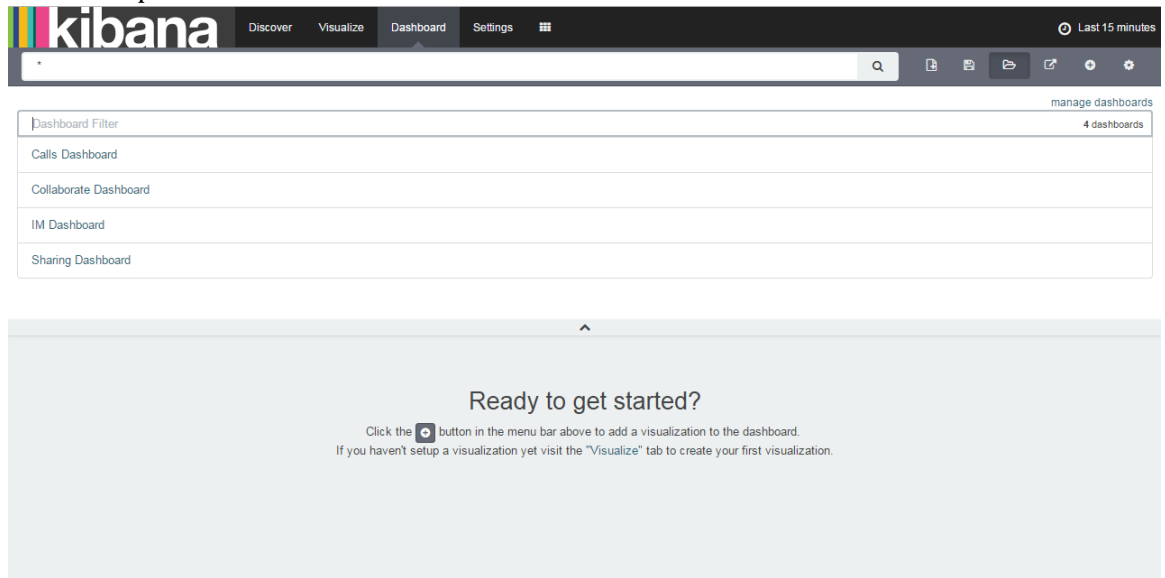 kibana
Discover Visualize Dashboard Settings Last 15 minutes
*
manage dashboards
Dashboard Filter 4 dashboards
Calls Dashboard
Collaborate Dashboard
IM Dashboard
Sharing Dashboard
Ready to get started?
Click the button in the menu bar above to add a visualization to the dashboard.
If you haven't setup a visualization yet visit the "Visualize" tab to create your first visualization.